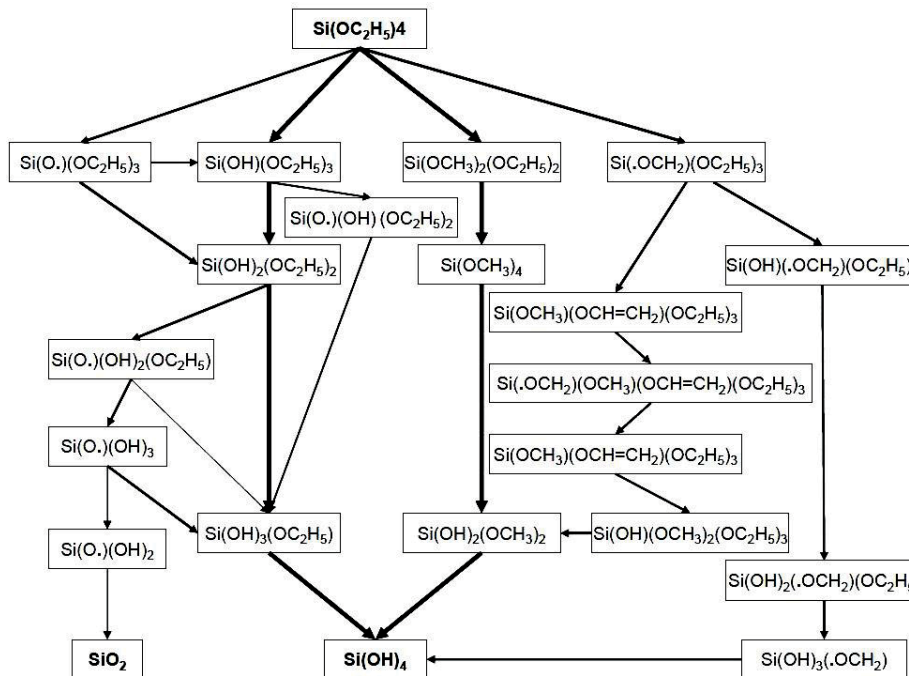 Si(OC2H5)4
Si(O.)(OC2H5)3
Si(OH)(OC2H5)3
Si(OCH3)2(OC2H5)2
Si(.OCH2)(OC2H5)3
Si(O.)(OH) (OC2H5)2
Si(OH)2(OC2H5)2
Si(OCH3)4
Si(OH)(.OCH2)(OC2H5)
Si(OCH3)(OCH=CH2)(OC2H5)3
Si(O.)(OH)2(OC2H5)
Si(.OCH2)(OCH3)(OCH=CH2)(OC2H5)3
Si(O.)(OH)3
Si(OCH3)(OCH=CH2)(OC2H5)3
Si(OH)3(OC2H5)
Si(OH)2(OCH3)2
Si(OH)(OCH3)2(OC2H5)3
Si(O.)(OH)2
Si(OH)2(.OCH2)(OC2H5
SiO2
Si(OH)4
Si(OH)3(.OCH2)